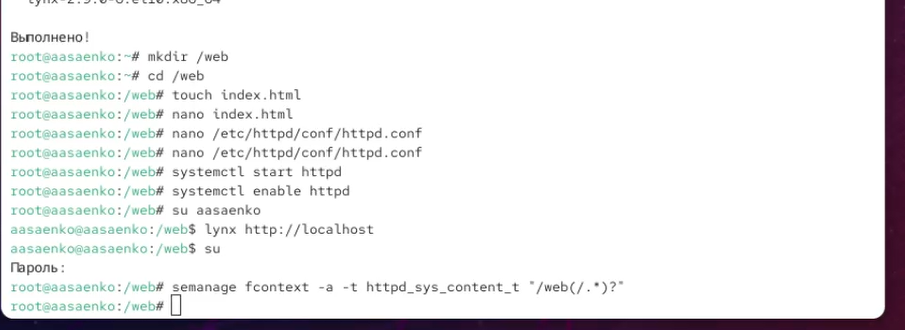 lynx-2.9.0-6.el10.x86_64
Выполнено!
root@aasaenko:~# mkdir /web
root@aasaenko:~# cd /web
root@aasaenko:/web# touch index.html
root@aasaenko:/web# nano index.html
root@aasaenko:/web# nano /etc/httpd/conf/httpd.conf
root@aasaenko:/web# nano /etc/httpd/conf/httpd.conf
root@aasaenko:/web# systemctl start httpd
root@aasaenko:/web# systemctl enable httpd
root@aasaenko:/web# su aasaenko
aasaenko@aasaenko:/web$ lynx http://localhost
aasaenko@aasaenko:/web$ su
Пароль:
root@aasaenko:/web# semanage fcontext -a -t httpd_sys_content_t "/web(/.*)?"
root@aasaenko:/web#